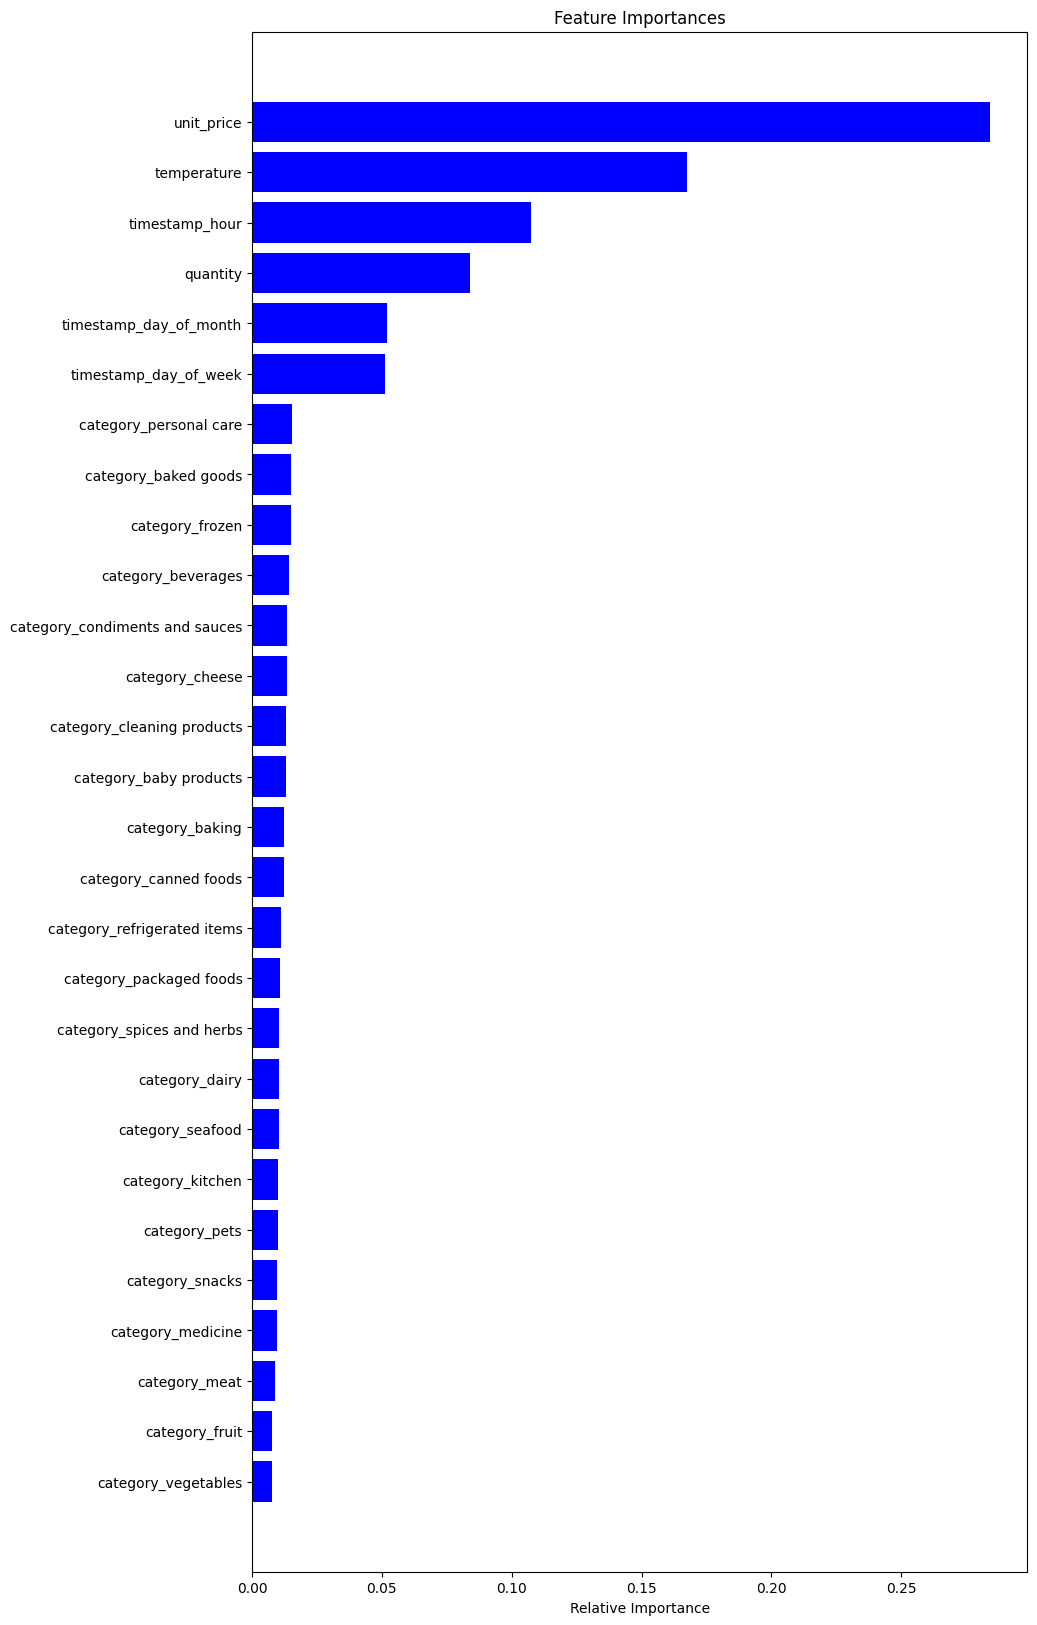 Feature Importances
unit_price
temperature
timestamp_hour
quantity
timestamp_day_of_month
timestamp_day_of_week
category_personal care
category_baked goods
category_frozen
category_beverages
category_condiments and sauces
category_cheese
category_cleaning products
category_baby products
category_baking
category_canned foods
category_refrigerated items
category_packaged foods
category_spices and herbs
category_dairy
category_seafood
category_kitchen
category_pets
category_snacks
category_medicine
category_meat
category_fruit
category_vegetables
0.00 0.05 0.10 0.15 0.20 0.25
Relative Importance